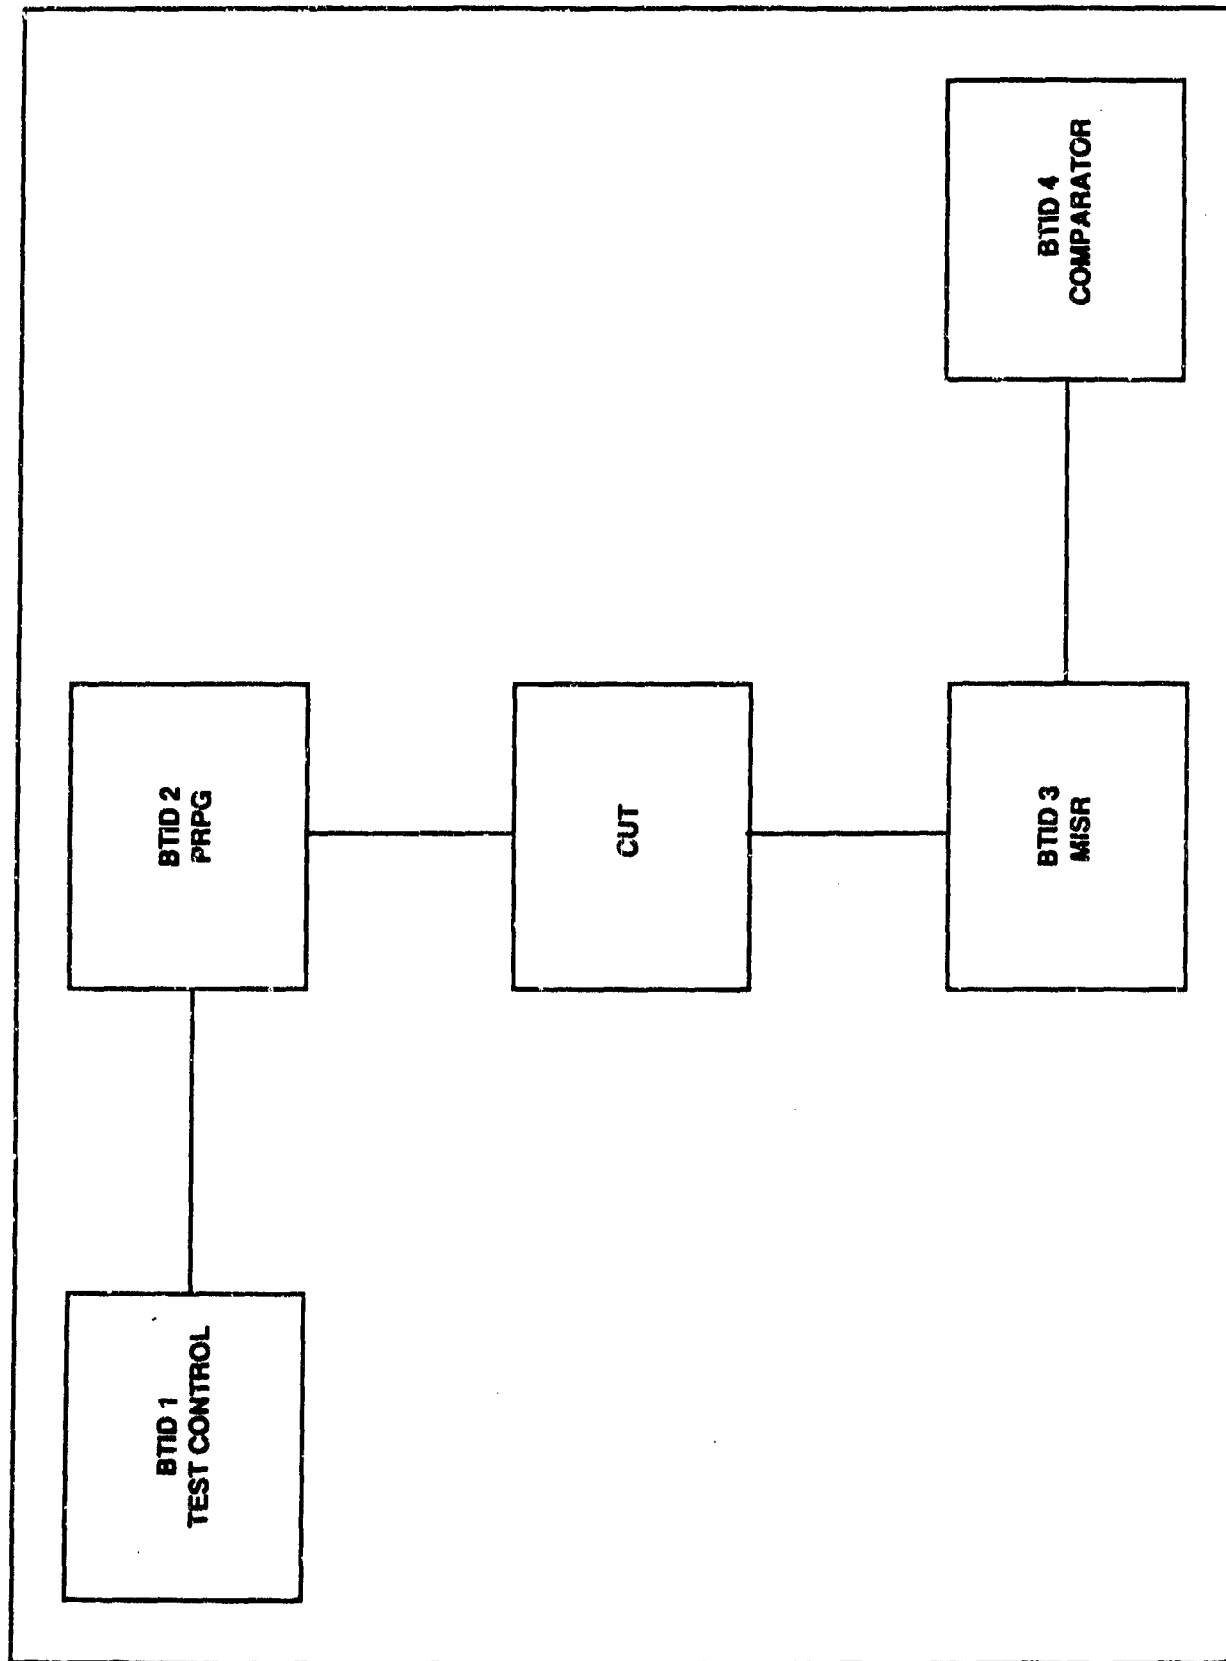 BTID 1
TEST CONTROL
BTID 2
PRPG
CUT
BTID 3
MISR
BTID 4
COMPARATOR